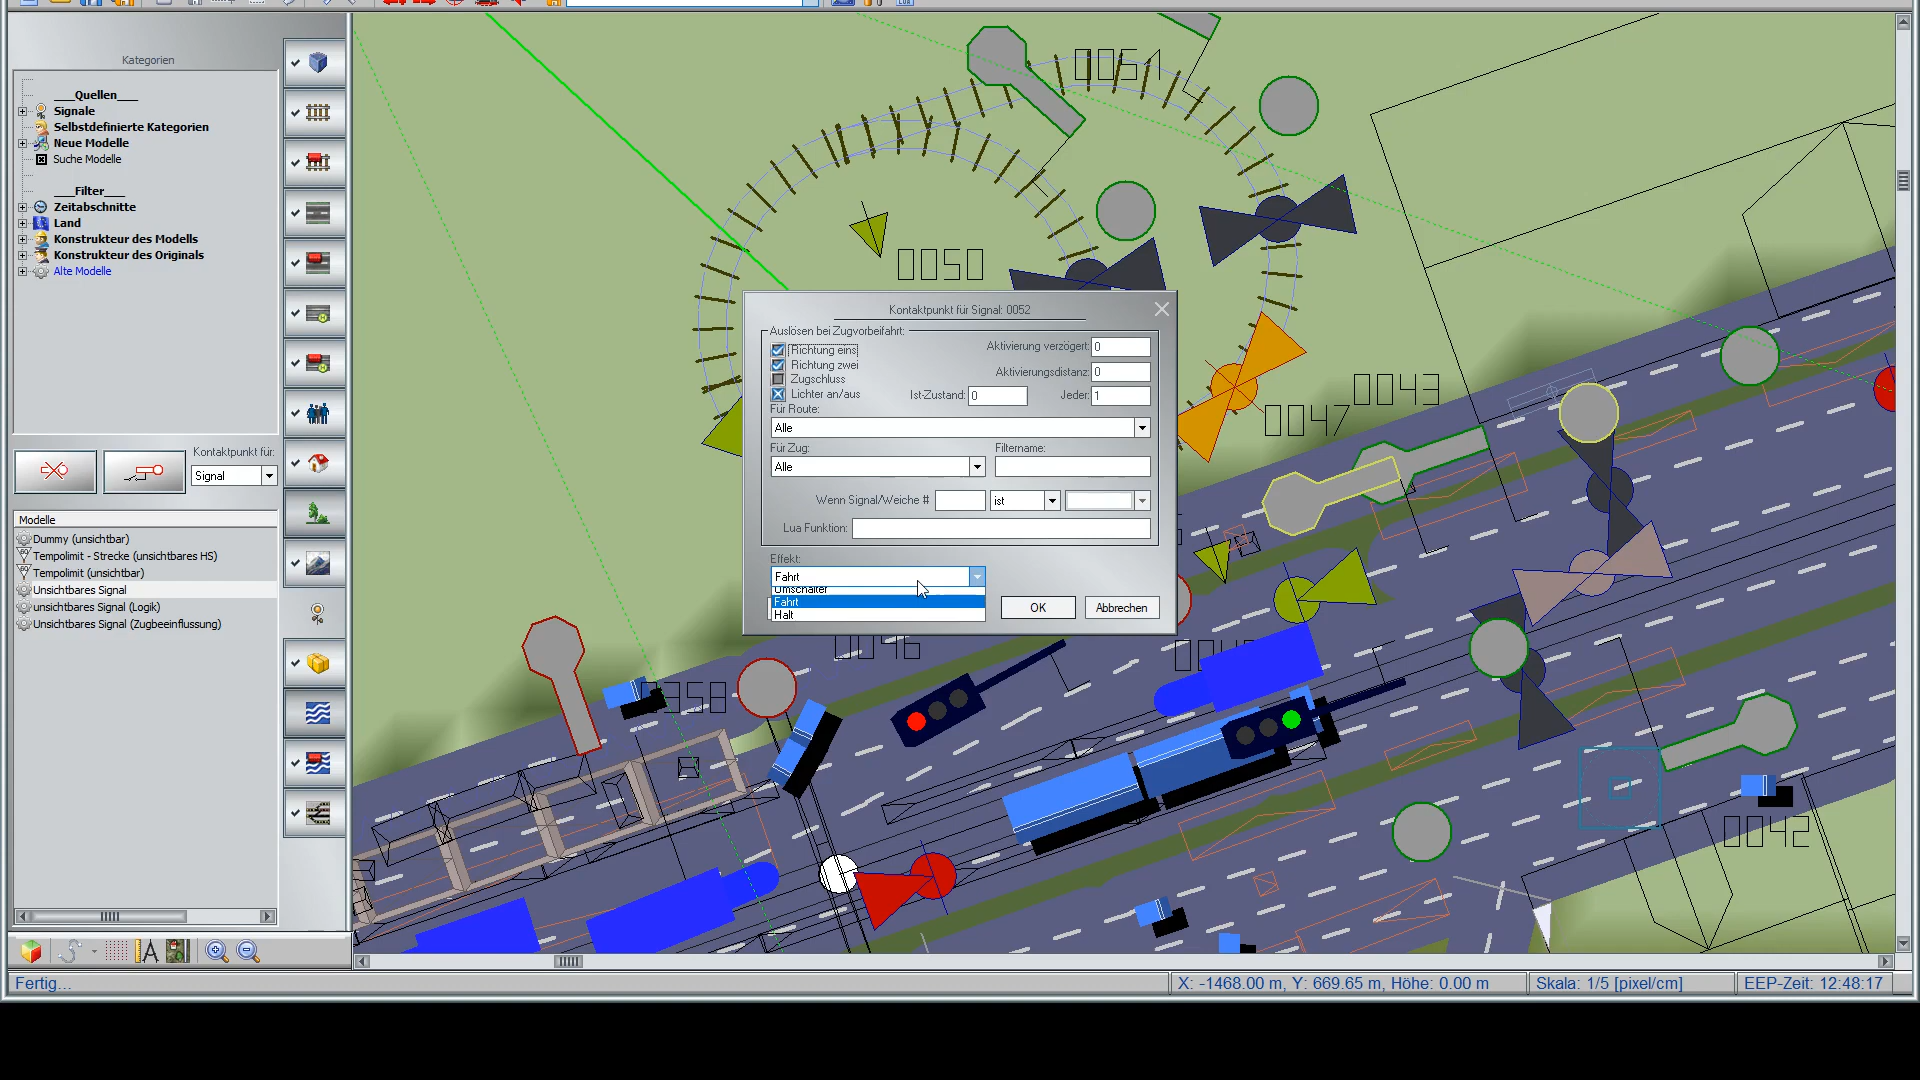 Kategorien
___Quellen___
Signale
Selbstdefinierte Kategorien
Neue Modelle
Suche Modelle
___Filter___
Zeitabschnitte
Land
Konstrukteur des Modells
Konstrukteur des Originals
Alte Modelle
Kontaktpunkt für:
Signal
Modelle
Dummy (unsichtbar)
Tempolimit - Strecke (unsichtbares HS)
Tempolimit (unsichtbar)
Unsichtbares Signal
unsichtbares Signal (Logik)
Unsichtbares Signal (Zugbeeinflussung)
0051
0050
0043
0047
0046
0358
0042
Kontaktpunkt für Signal: 0052
Auslösen bei Zugvorbeifahrt:
Richtung eins
Aktivierung verzögert: 0
Richtung zwei
Aktivierungsdistanz: 0
Zugschluss
Lichter an/aus
Ist-Zustand: 0
Jeder: 1
Für Route:
Alle
Für Zug:
Filtername:
Alle
Wenn Signal/Weiche #
ist
Lua Funktion:
Effekt:
Fahrt
Umschalter
Fahrt
Halt
OK
Abbrechen
Fertig...
X: -1468.00 m, Y: 669.65 m, Höhe: 0.00 m
Skala: 1/5 [pixel/cm]
EEP-Zeit: 12:48:17